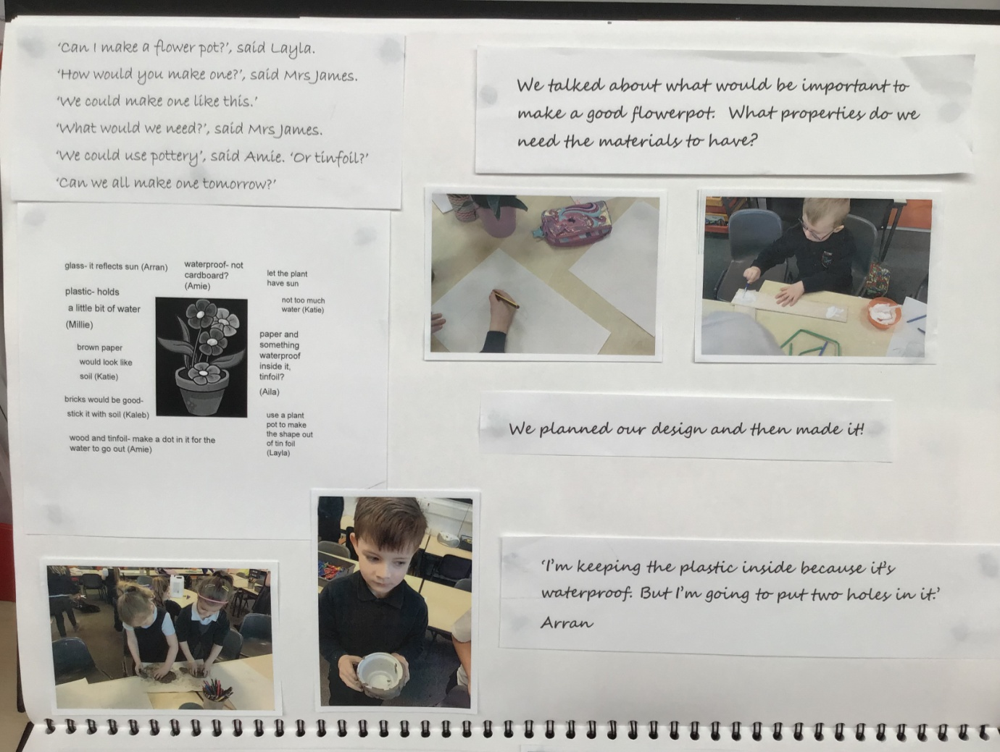 ‘Can I make a flower pot?’, said Layla.
‘How would you make one?’, said Mrs James.
‘We could make one like this.’
‘What would we need?’, said Mrs James.
‘We could use pottery’, said Amie. ‘Or tinfoil?’
‘Can we all make one tomorrow?’
We talked about what would be important to
make a good flowerpot. What properties do we
need the materials to have?
glass- it reflects sun (Arran)
plastic- holds
a little bit of water
(Millie)
brown paper
would look like
soil (Katie)
bricks would be good-
stick it with soil (Kaleb)
wood and tinfoil- make a dot in it for the
water to go out (Amie)
waterproof- not
cardboard?
(Amie)
let the plant
have sun
not too much
water (Katie)
paper and
something
waterproof
inside it,
tinfoil?
(Aila)
use a plant
pot to make
the shape out
of tin foil
(Layla)
We planned our design and then made it!
‘I’m keeping the plastic inside because it’s
waterproof. But I’m going to put two holes in it.’
Arran